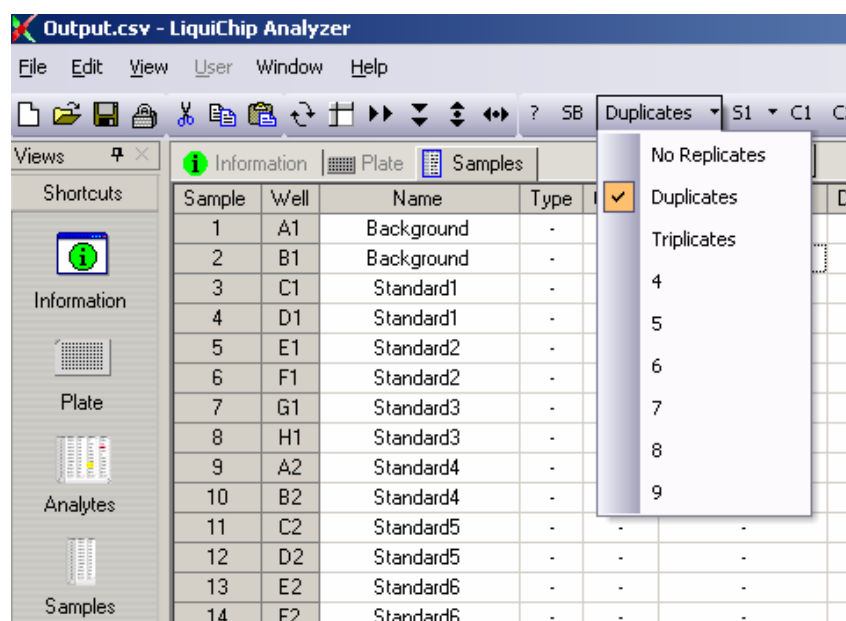 Output.csv - LiquiChip Analyzer
File Edit View User Window Help
? SB Duplicates S1 C1
Views
Information Plate Samples
No Replicates
Duplicates
Triplicates
4
5
6
7
8
9
Shortcuts
Information
Plate
Analytes
Samples
Sample Well Name Type
1 A1 Background -
2 B1 Background -
3 C1 Standard1 -
4 D1 Standard1 -
5 E1 Standard2 -
6 F1 Standard2 -
7 G1 Standard3 -
8 H1 Standard3 -
9 A2 Standard4 -
10 B2 Standard4 -
11 C2 Standard5 - - -
12 D2 Standard5 - - -
13 E2 Standard6 - - -
14 F2 Standard6 - - -